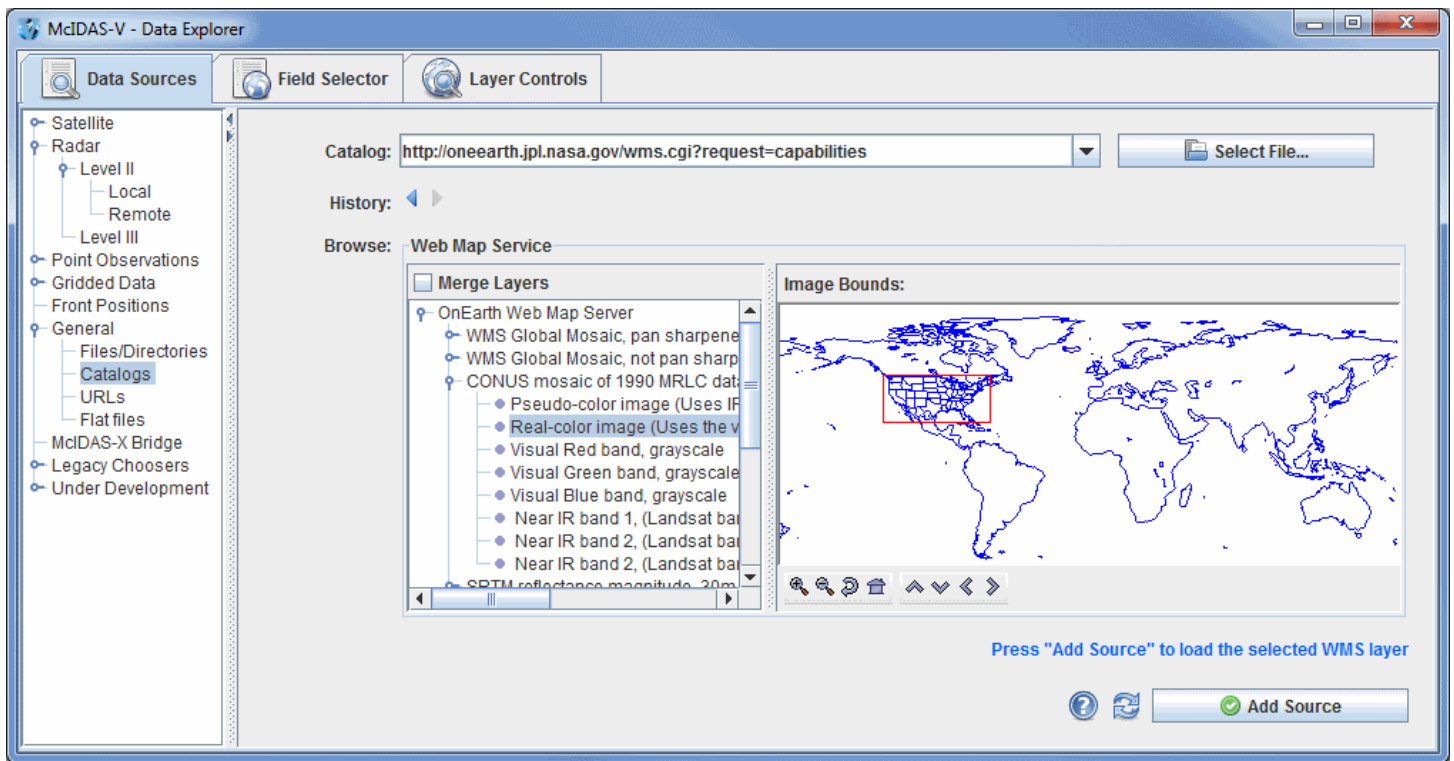 McIDAS-V - Data Explorer
Data Sources
Field Selector
Layer Controls
Satellite
Radar
Level II
Local
Remote
Level III
Point Observations
Gridded Data
Front Positions
General
Files/Directories
Catalogs
URLs
Flat files
McIDAS-X Bridge
Legacy Choosers
Under Development
Catalog: http://oneearth.jpl.nasa.gov/wms.cgi?request=capabilities
Select File...
History:
Browse:
Web Map Service
Merge Layers
OnEarth Web Map Server
WMS Global Mosaic, pan sharpene
WMS Global Mosaic, not pan sharp
CONUS mosaic of 1990 MRLC data
Pseudo-color image (Uses IF
Real-color image (Uses the v
Visual Red band, grayscale
Visual Green band, grayscale
Visual Blue band, grayscale
Near IR band 1, (Landsat bar
Near IR band 2, (Landsat bar
Near IR band 2, (Landsat bar
SRTM reflectance magnitude, 30m
Image Bounds:
Press "Add Source" to load the selected WMS layer
Add Source